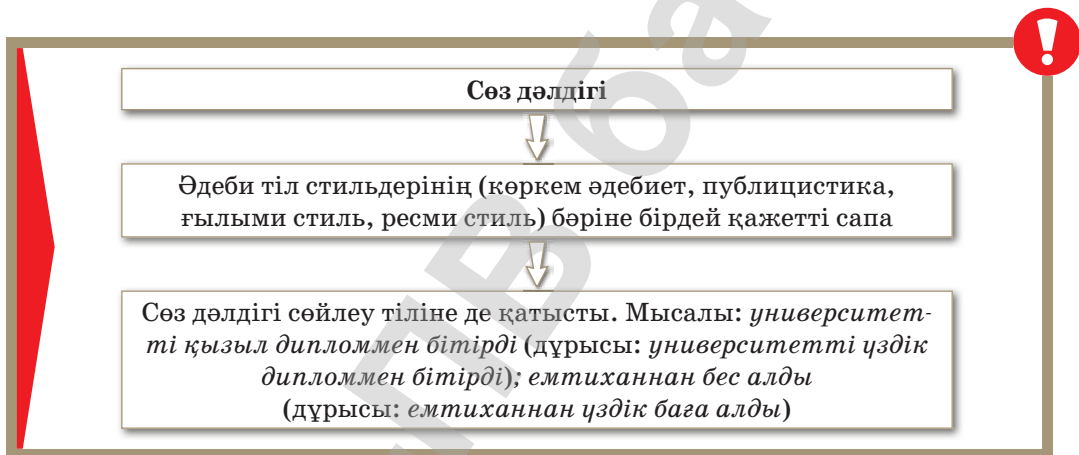 Сөз дәлдігі
Әдеби тіл стильдерінің (көркем әдебиет, публицистика,
ғылыми стиль, ресми стиль) бәріне бірдей қажетті сапа
Сөз дәлдігі сөйлеу тіліне де қатысты. Мысалы: университет-
ті қызыл дипломмен бітірді (дұрысы: университетті үздік
дипломмен бітірді); емтиханнан бес алды
(дұрысы: емтиханнан үздік баға алды)